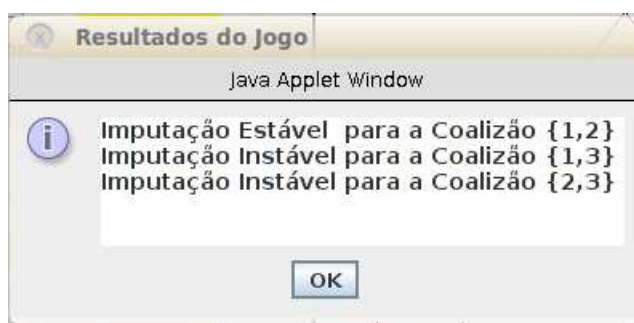 Resultados do Jogo
Java Applet Window
i
Imputação Estável para a Coalizão {1,2}
Imputação Instável para a Coalizão {1,3}
Imputação Instável para a Coalizão {2,3}
OK